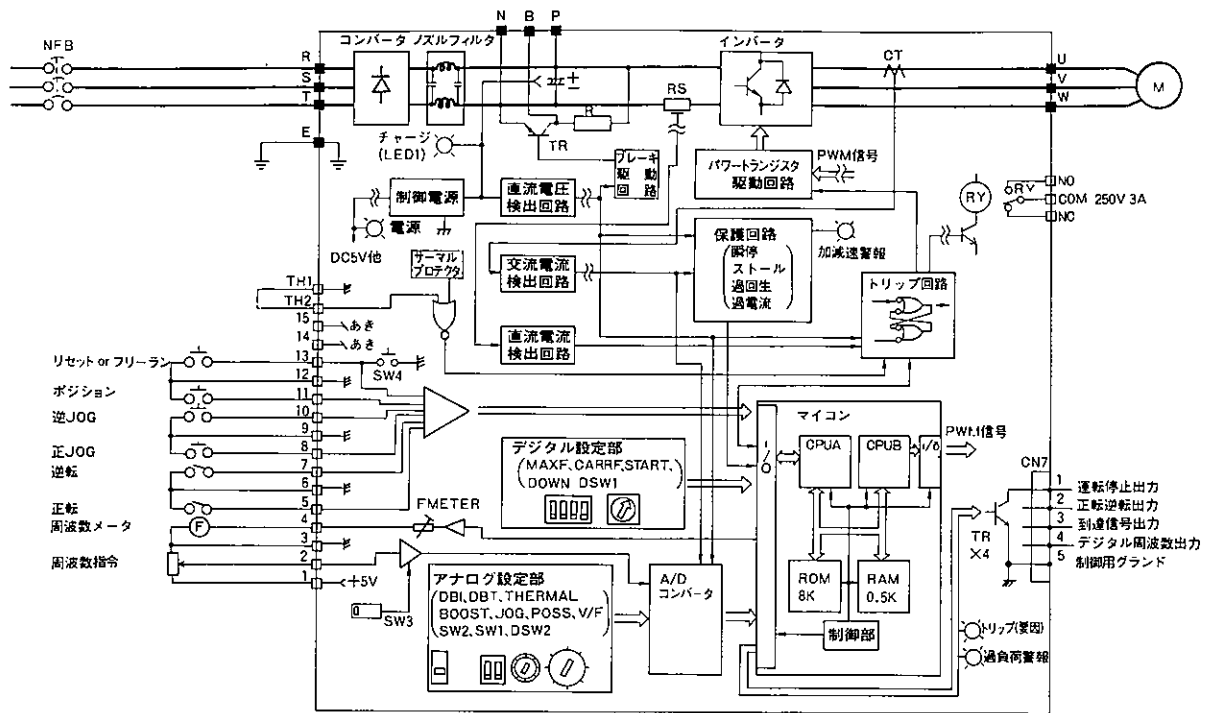 N B P
NFB
コンバータ
ノズルフィルタ
インバータ
CT
R
S
T
U
V
W
M
RS
R
E
チャージ
(LED1)
TR
ブレーキ
駆動
回路
パワートランジスタ
駆動回路
PWM信号
RY
RY
NO
COM 250V 3A
NC
制御電源
直流電圧
検出回路
電源
DC5V他
保護回路
瞬停
ストール
過回生
過電流
加減速警報
サーマル
プロテクタ
交流電流
検出回路
トリップ回路
TH1
TH2
15
あき
14
あき
直流電流
検出回路
リセット or フリーラン
13
SW4
12
ポジション
11
逆JOG
10
9
正JOG
8
逆転
7
6
正転
5
周波数メータ
F
4
FMETER
3
周波数指令
2
1
+5V
SW3
デジタル設定部
(MAXF、CARRF、START、
DOWN DSW1)
マイコン
I/O
CPUA
CPUB
I/O
PWM信号
ROM
8K
RAM
0.5K
制御部
アナログ設定部
(DBI、DBT、THERMAL
BOOST、JOG、POSS、V/F
SW2、SW1、DSW2)
A/D
コンバータ
CN7
1 運転停止出力
2 正転逆転出力
3 到達信号出力
4 デジタル周波数出力
5 制御用グランド
TR
X4
トリップ(要因)
過負荷警報